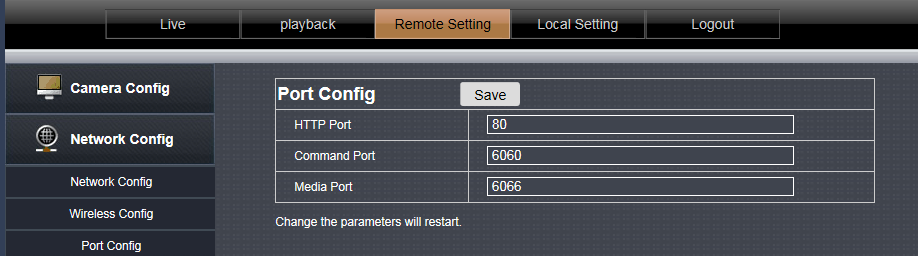 Live playback Remote Setting Local Setting Logout
Camera Config
Network Config
Network Config
Wireless Config
Port Config
Port Config Save
HTTP Port 80
Command Port 6060
Media Port 6066
Change the parameters will restart.